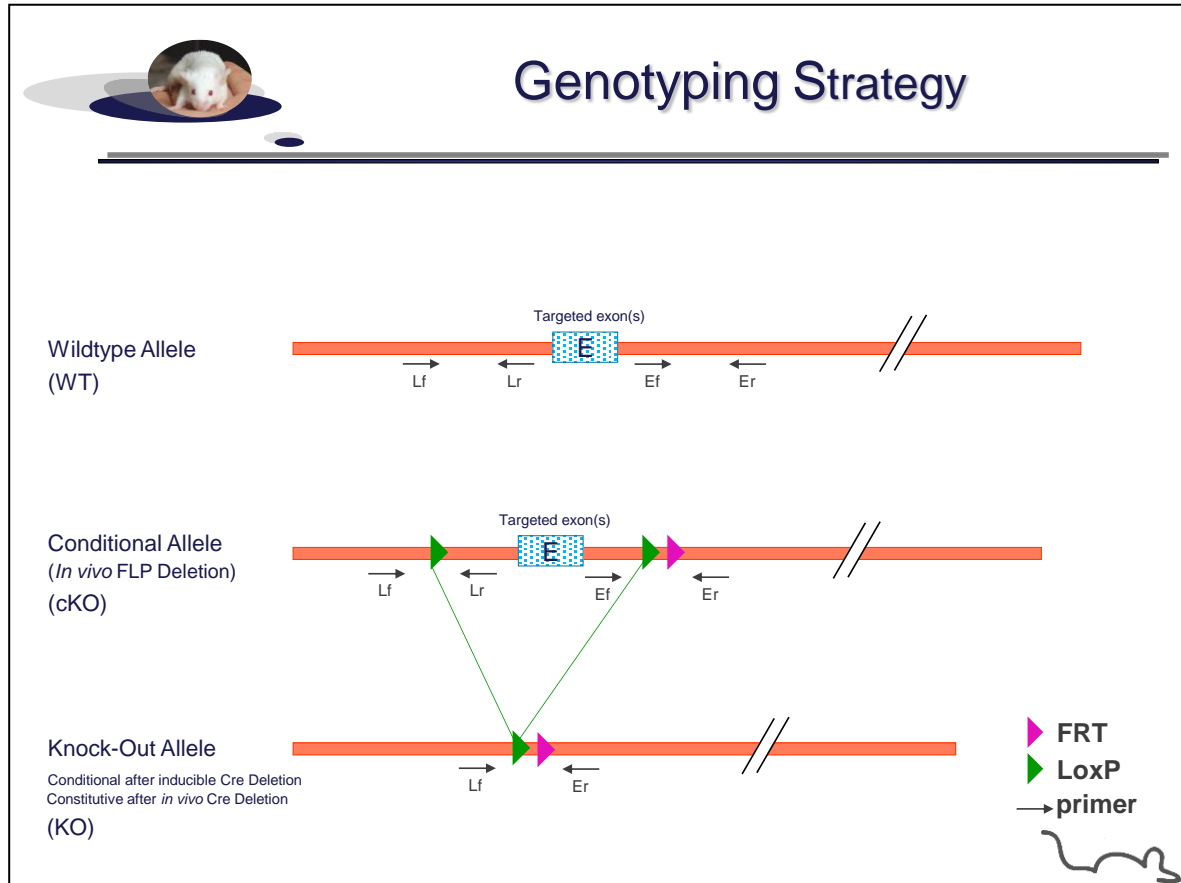 Genotyping Strategy
Targeted exon(s)
Wildtype Allele
(WT)
E
Lf
Lr
Ef
Er
Targeted exon(s)
Conditional Allele
(In vivo FLP Deletion)
(cKO)
E
Lf
Lr
Ef
Er
Knock-Out Allele
Conditional after inducible Cre Deletion
Constitutive after in vivo Cre Deletion
(KO)
Lf
Er
FRT
LoxP
primer